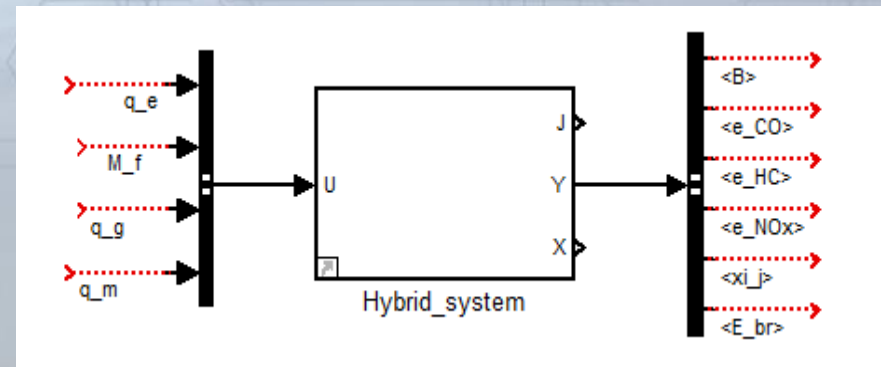 q_e
M_f
q_g
q_m
U
J
Y
X
Hybrid_system
<B>
<e_CO>
<e_HC>
<e_NOx>
<xi_j>
<E_br>